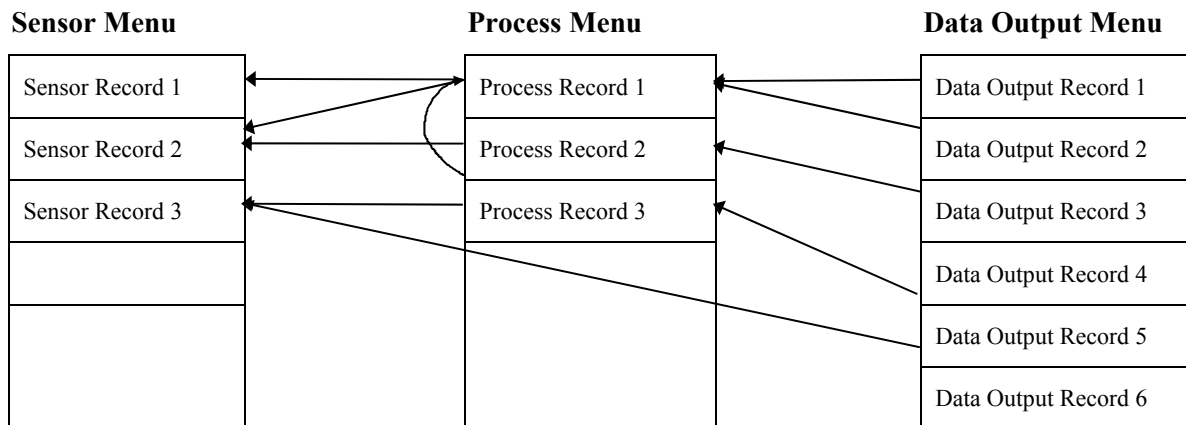 Sensor Menu
Process Menu
Data Output Menu
Sensor Record 1
Process Record 1
Data Output Record 1
Sensor Record 2
Process Record 2
Data Output Record 2
Sensor Record 3
Process Record 3
Data Output Record 3
Data Output Record 4
Data Output Record 5
Data Output Record 6